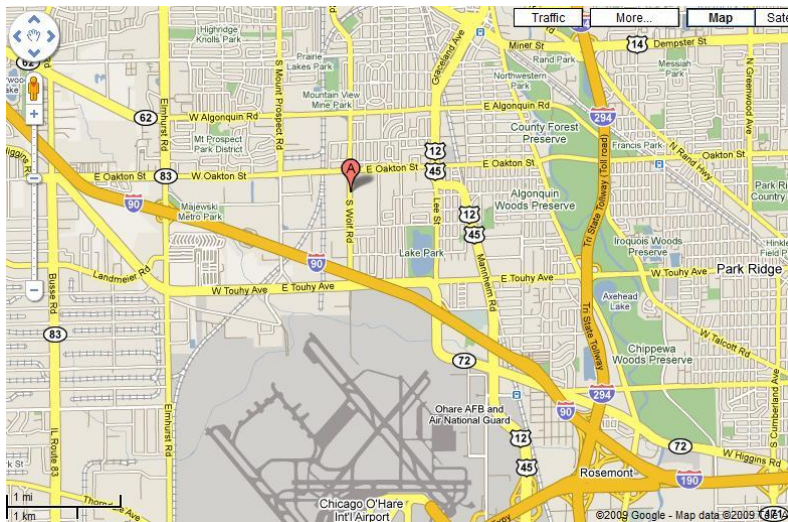 Traffic
More...
Map
Sate
Highridge
Knolls Park
Prairie
Lakes Park
Graceland Ave
Miner St
Rand Park
14
Dempster St
45
62
Elmhurst Rd
S Mount Prospect Rd
Mountain View
Mine Park
Northwestern
Park
Messiah
Park
N Greenwood Ave
62
W Algonquin Rd
E Algonquin Rd
294
County Forest
Preserve
Francis Park
N Rand Hwy
Mt Prospect
Park District
Higgins Rd
83
E Oakton St
W Oakton St
A
E Oakton St
12
45
Oakton St
90
Majewski
Metro Park
S Wolf Rd
Lee St
12
45
Algonquin
Woods Preserve
Tri State Tollway (Toll road)
Park Ri
Country
Iroquois Woods
Preserve
Hinkle
Field P
Landmeier Rd
90
Lake Park
Mannheim Rd
W Touhy Ave
E Touhy Ave
E Touhy Ave
W Touhy Ave
Park Ridge
Busse Rd
Axehead
Lake
Tri State Tollway
83
72
Chippewa
Woods Preserve
W Talcott Rd
294
IL Route 83
Elmhurst Rd
Ohare AFB and
Air National Guard
90
12
45
72
W Higgins Rd
S Cumberland Ave
Rosemont
190
1 mi
1 km
Chicago O'Hare
Int'l Airport
©2009 Google - Map data ©2009
171